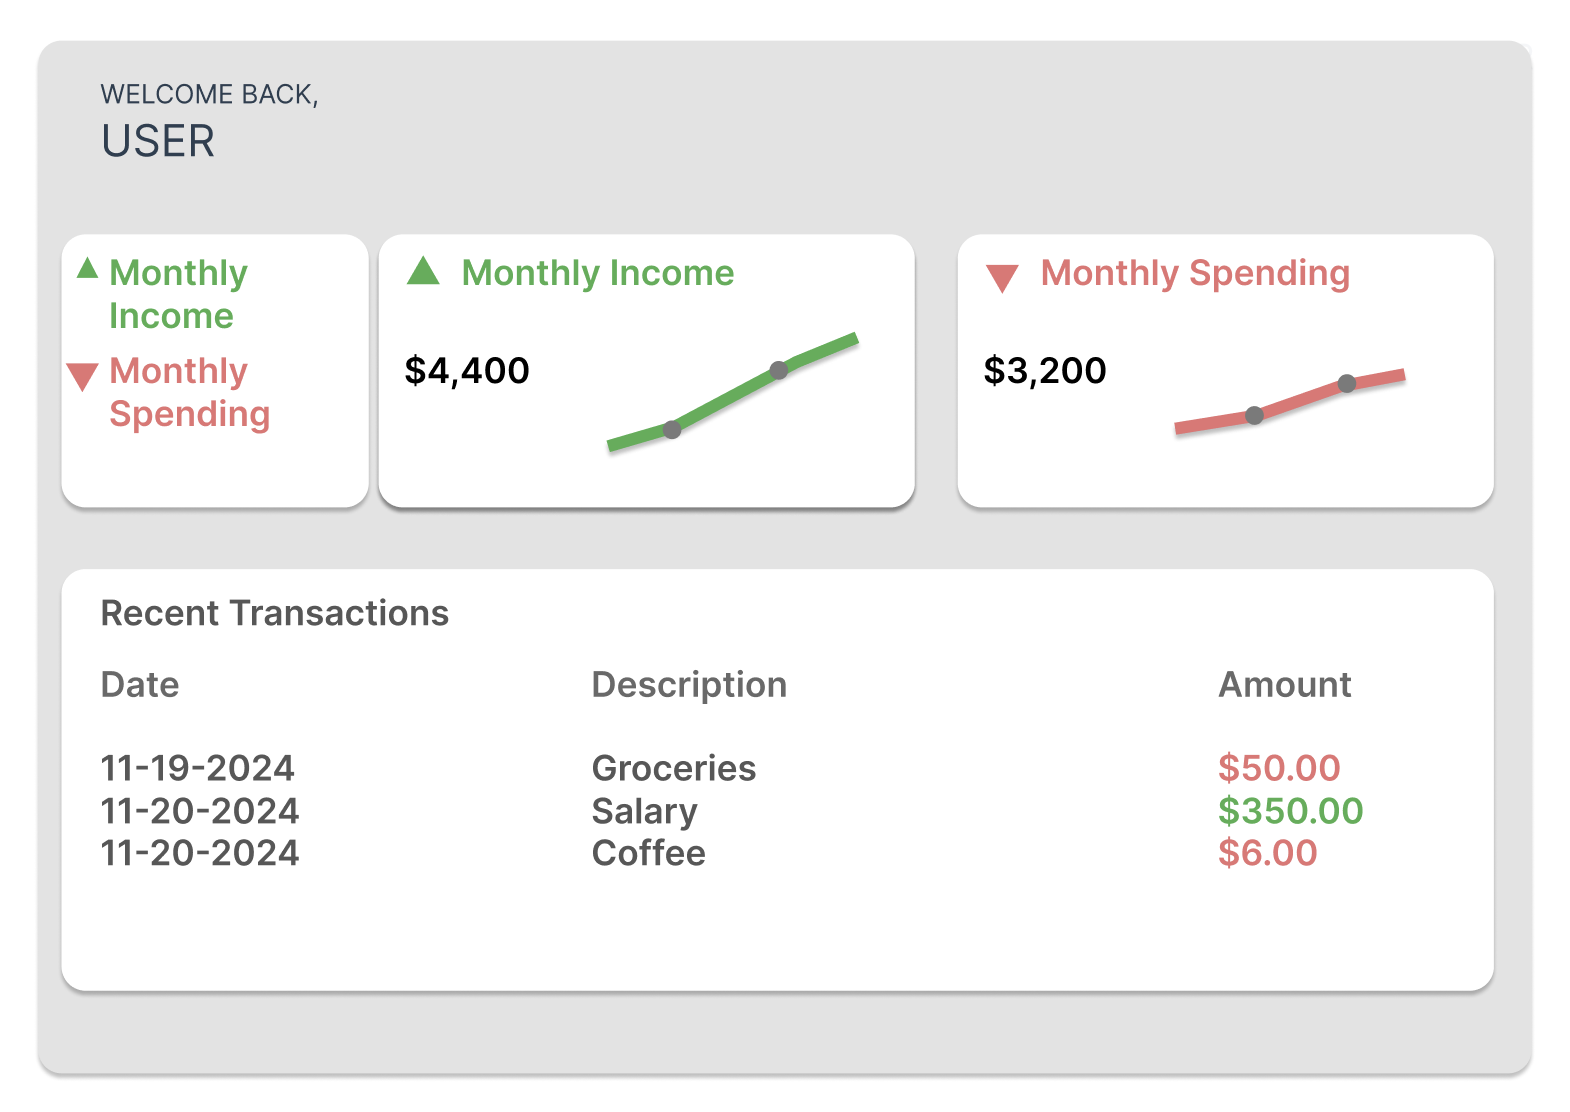 WELCOME BACK,
USER
Monthly
Income
Monthly
Spending
Monthly Income
$4,400
Monthly Spending
$3,200
Recent Transactions
Date Description Amount
11-19-2024 Groceries $50.00
11-20-2024 Salary $350.00
11-20-2024 Coffee $6.00